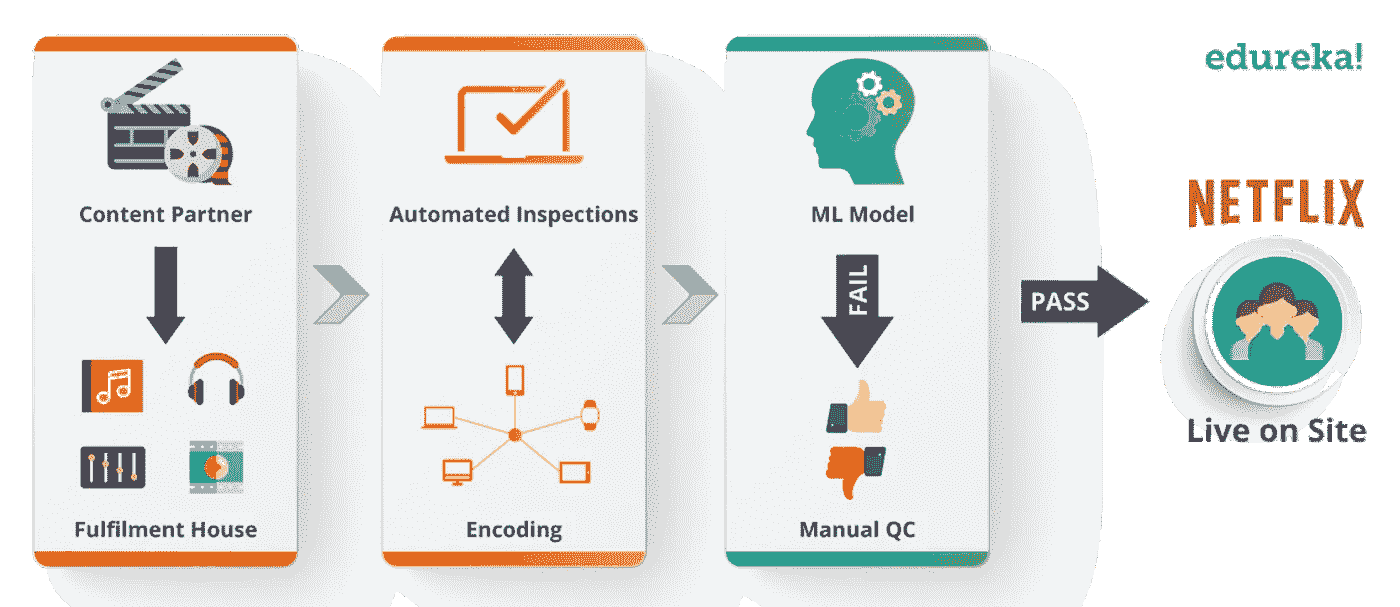 edureka!
Content Partner
Fulfilment House
Automated Inspections
Encoding
ML Model
FAIL
Manual QC
PASS
NETFLIX
Live on Site